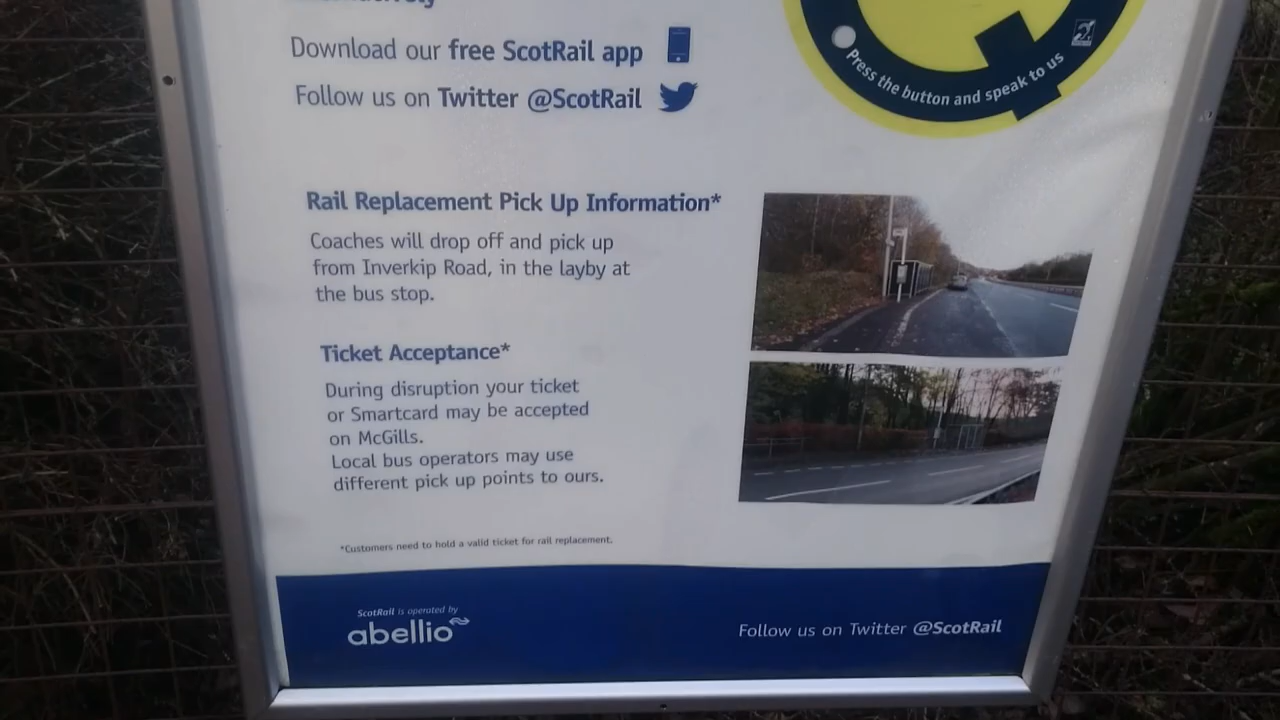 Download our free ScotRail app
Follow us on Twitter @ScotRail
Press the button and speak to us
Rail Replacement Pick Up Information*
Coaches will drop off and pick up
from Inverkip Road, in the layby at
the bus stop.
Ticket Acceptance*
During disruption your ticket
or Smartcard may be accepted
on McGills.
Local bus operators may use
different pick up points to ours.
*Customers need to hold a valid ticket for rail replacement.
ScotRail is operated by
abellio
Follow us on Twitter @ScotRail